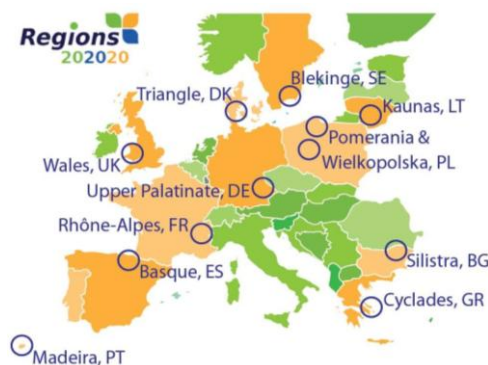 Regions
202020
Blekinge, SE
Triangle, DK
Kaunas, LT
Pomerania &
Wielkopolska, PL
Wales, UK
Upper Palatinate, DE
Rhône-Alpes, FR
Silistra, BG
Basque, ES
Cyclades, GR
Madeira, PT